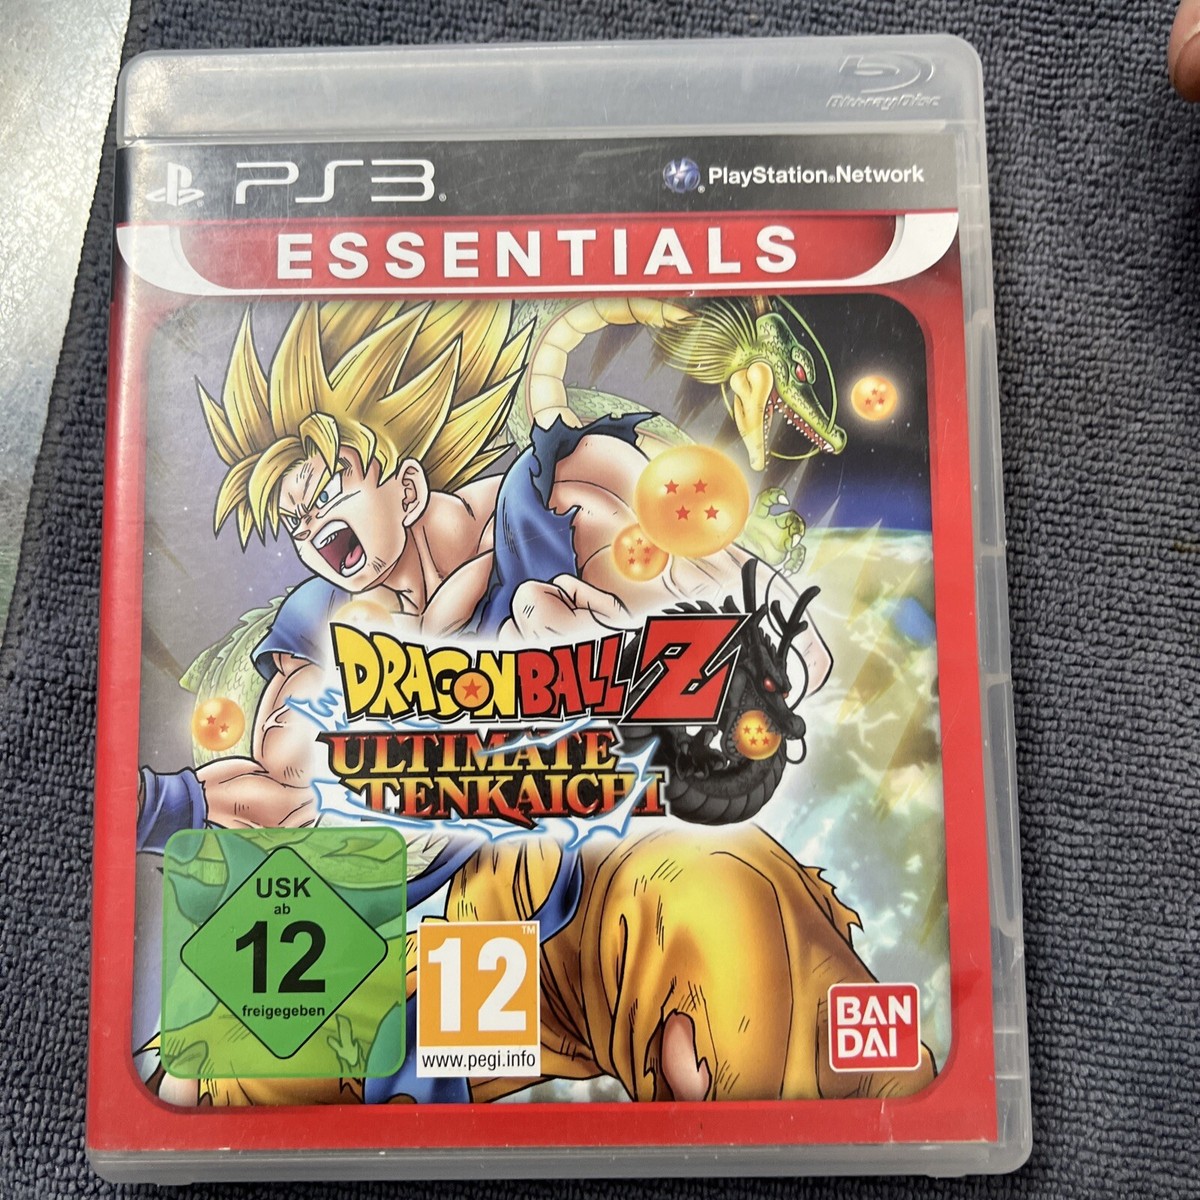 Blu-ray Disc
PS3
PlayStation®Network
ESSENTIALS
DRAGON BALL Z
ULTIMATE
TENKAICHI
USK
ab
12
freigegeben
12™
www.pegi.info
BAN
DAI